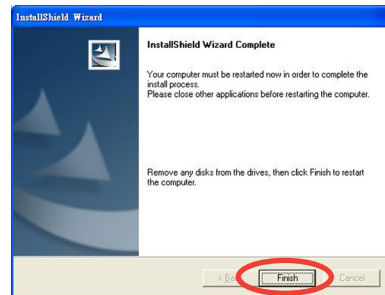 InstallShield Wizard
InstallShield Wizard Complete
Your computer must be restarted now in order to complete the
install process.
Please close other applications before restarting the computer.
Remove any disks from the drives, then click Finish to restart
the computer.
< Ba
Finish
Cancel